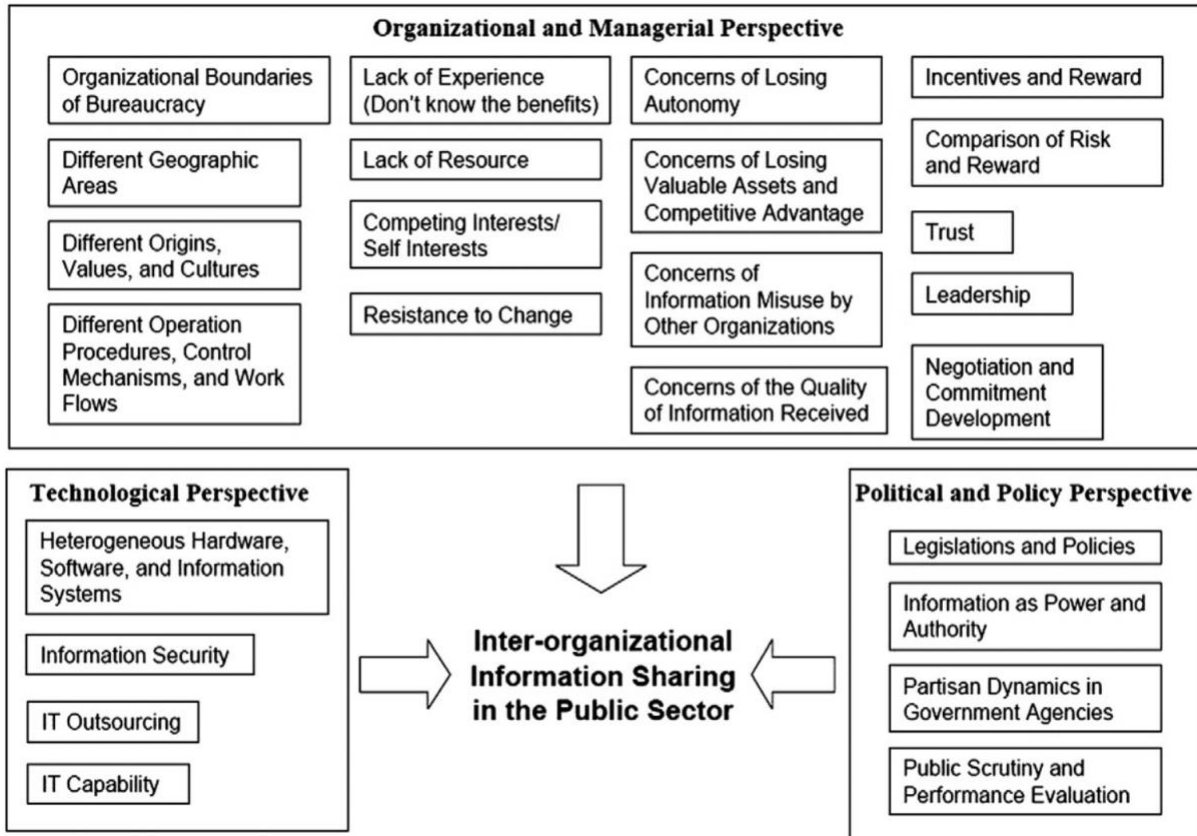 Organizational and Managerial Perspective
Organizational Boundaries
of Bureaucracy
Different Geographic
Areas
Different Origins,
Values, and Cultures
Different Operation
Procedures, Control
Mechanisms, and Work
Flows
Lack of Experience
(Don't know the benefits)
Lack of Resource
Competing Interests/
Self Interests
Resistance to Change
Concerns of Losing
Autonomy
Concerns of Losing
Valuable Assets and
Competitive Advantage
Concerns of
Information Misuse by
Other Organizations
Concerns of the Quality
of Information Received
Incentives and Reward
Comparison of Risk
and Reward
Trust
Leadership
Negotiation and
Commitment
Development
Technological Perspective
Heterogeneous Hardware,
Software, and Information
Systems
Information Security
IT Outsourcing
IT Capability
Inter-organizational
Information Sharing
in the Public Sector
Political and Policy Perspective
Legislations and Policies
Information as Power and
Authority
Partisan Dynamics in
Government Agencies
Public Scrutiny and
Performance Evaluation